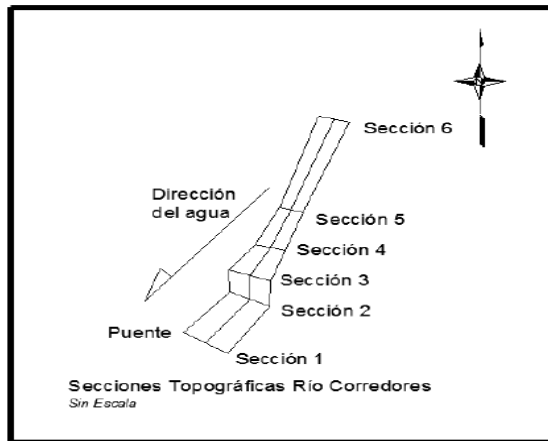 Sección 6
Dirección
del agua
Sección 5
Sección 4
Sección 3
Sección 2
Puente
Sección 1
Secciones Topográficas Río Corredores
Sin Escala